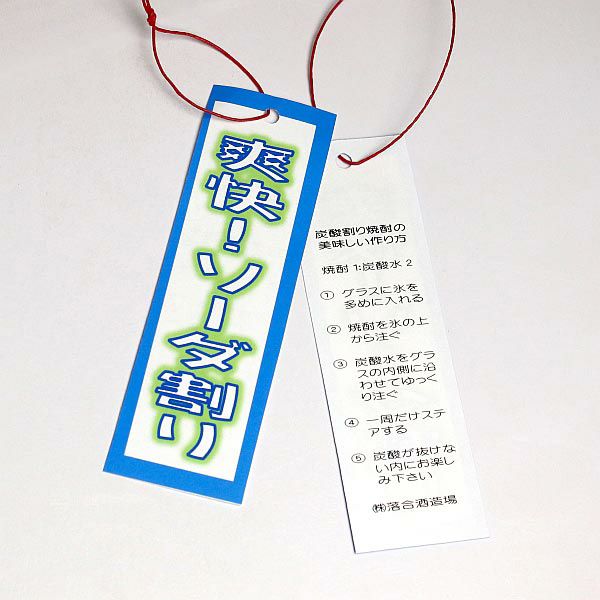 爽快！ソーダ割り
炭酸割り焼酎の
美味しい作り方
焼酎 1:炭酸水 2
① グラスに氷を
多めに入れる
② 焼酎を氷の上
から注ぐ
③ 炭酸水をグラ
スの内側に沿
わせてゆっく
り注ぐ
④ 一周だけステ
アする
⑤ 炭酸が抜けな
い内にお楽し
み下さい
㈱落合酒造場